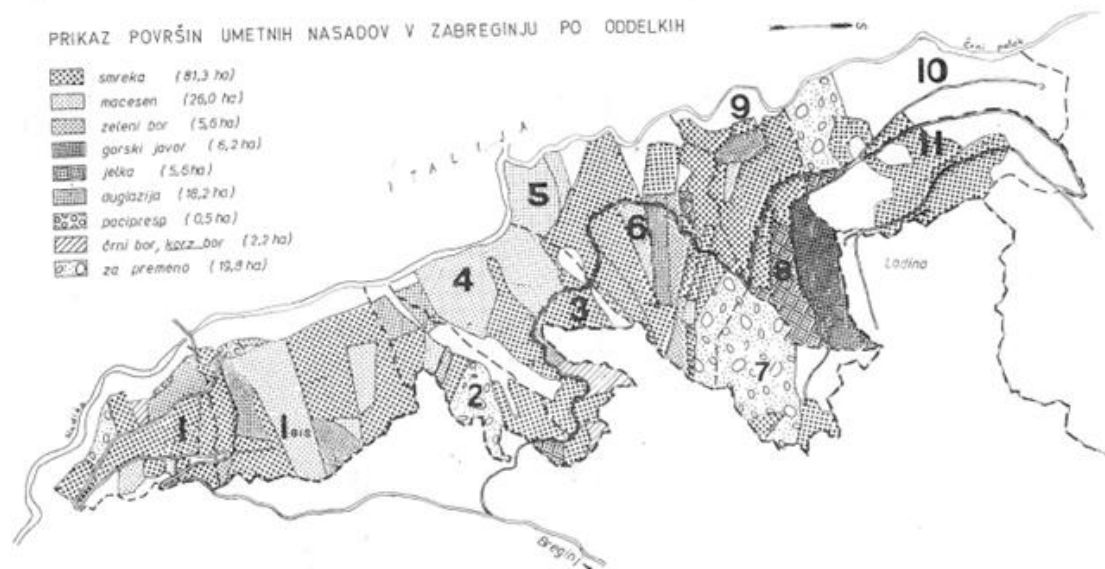 PRIKAZ POVRŠIN UMETNIH NASADOV V ZABREGINJU PO ODDELKIH
S
smreka (81,3 ha)
macesen (26,0 ha)
zeleni bor (5,6 ha)
gorski javor (6,2 ha)
jelka (5,6 ha)
duglazija (18,2 ha)
pacipresp (0,5 ha)
črni bor, korz. bor (2,2 ha)
za premeno (19,8 ha)
ITALIJA
Črni potok
Nadiža
Ladina
Breginj
1
1 BIS
2
3
4
5
6
7
8
9
10
11